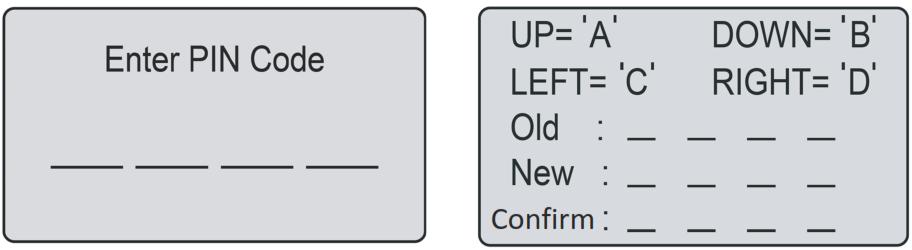 Enter PIN Code
____ ____ ____ ____
UP= 'A' DOWN= 'B'
LEFT= 'C' RIGHT= 'D'
Old : _ _ _ _
New : _ _ _ _
Confirm : _ _ _ _